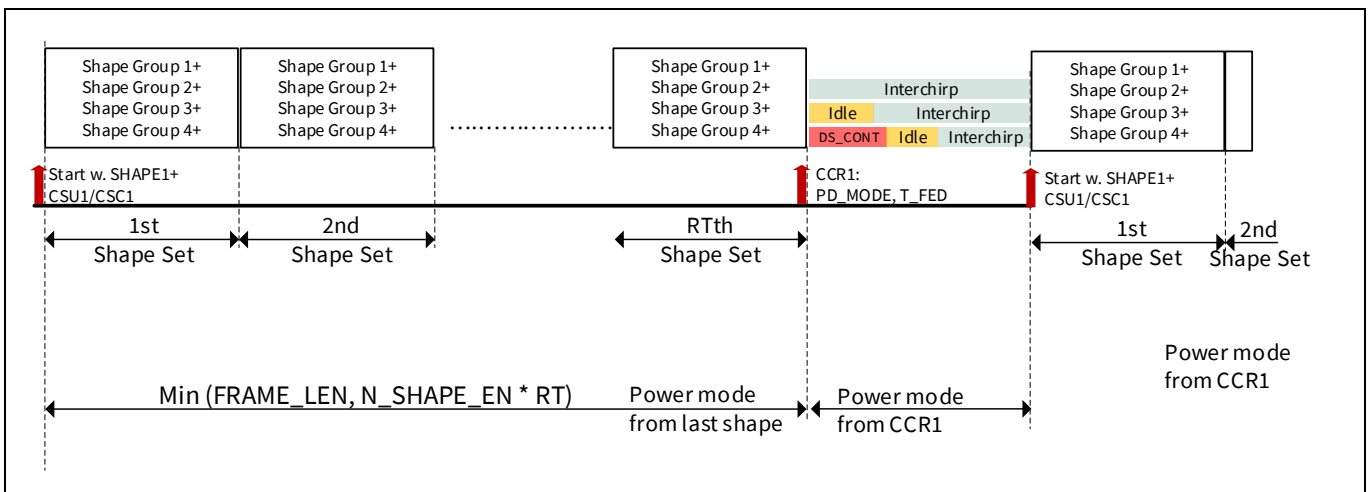 Shape Group 1+
Shape Group 2+
Shape Group 3+
Shape Group 4+
Shape Group 1+
Shape Group 2+
Shape Group 3+
Shape Group 4+
Shape Group 1+
Shape Group 2+
Shape Group 3+
Shape Group 4+
Interchirp
Idle Interchirp
DS_CONT Idle Interchirp
Shape Group 1+
Shape Group 2+
Shape Group 3+
Shape Group 4+
Start w. SHAPE1+
CSU1/CSC1
CCR1:
PD_MODE, T_FED
Start w. SHAPE1+
CSU1/CSC1
1st
Shape Set
2nd
Shape Set
RTth
Shape Set
1st
Shape Set
2nd
Shape Set
Min (FRAME_LEN, N_SHAPE_EN * RT)
Power mode
from last shape
Power mode
from CCR1
Power mode
from CCR1